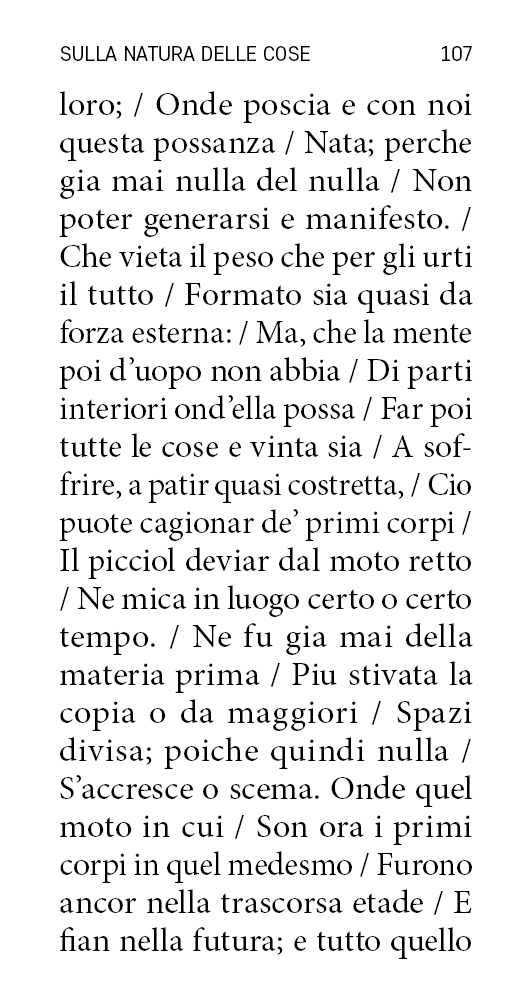 SULLA NATURA DELLE COSE 107
loro; / Onde poscia e con noi
questa possanza / Nata; perche
gia mai nulla del nulla / Non
poter generarsi e manifesto. /
Che vieta il peso che per gli urti
il tutto / Formato sia quasi da
forza esterna: / Ma, che la mente
poi d’uopo non abbia / Di parti
interiori ond’ella possa / Far poi
tutte le cose e vinta sia / A sof-
frire, a patir quasi costretta, / Cio
puote cagionar de’ primi corpi /
Il picciol deviar dal moto retto
/ Ne mica in luogo certo o certo
tempo. / Ne fu gia mai della
materia prima / Piu stivata la
copia o da maggiori / Spazi
divisa; poiche quindi nulla /
S’accresce o scema. Onde quel
moto in cui / Son ora i primi
corpi in quel medesmo / Furono
ancor nella trascorsa etade / E
fian nella futura; e tutto quello